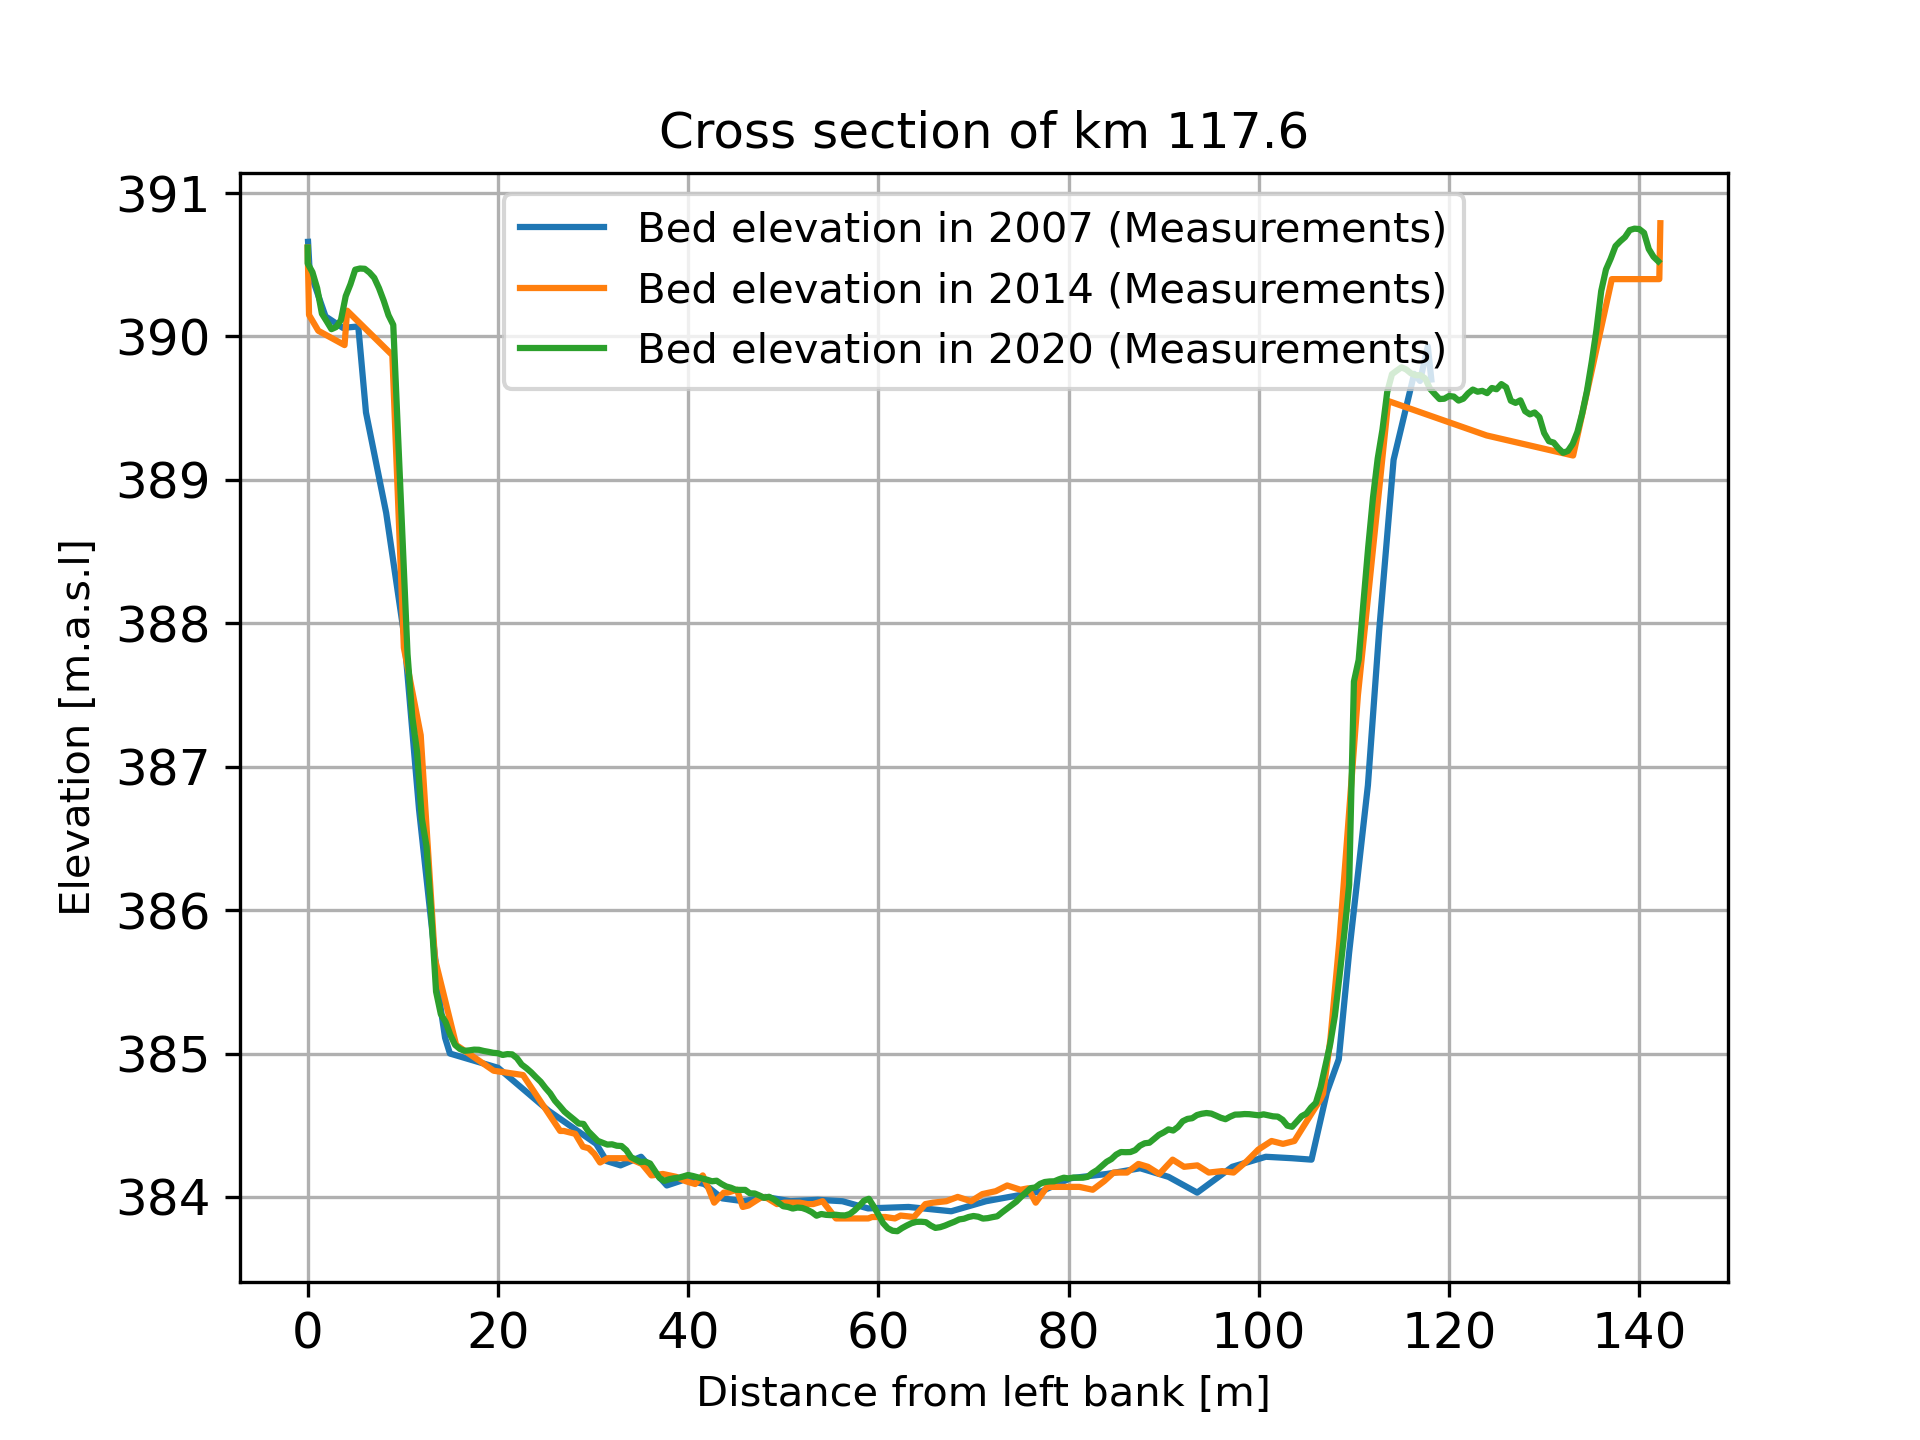 Cross section of km 117.6
Bed elevation in 2007 (Measurements)
Bed elevation in 2014 (Measurements)
Bed elevation in 2020 (Measurements)
Elevation [m.a.s.l]
391
390
389
388
387
386
385
384
0 20 40 60 80 100 120 140
Distance from left bank [m]